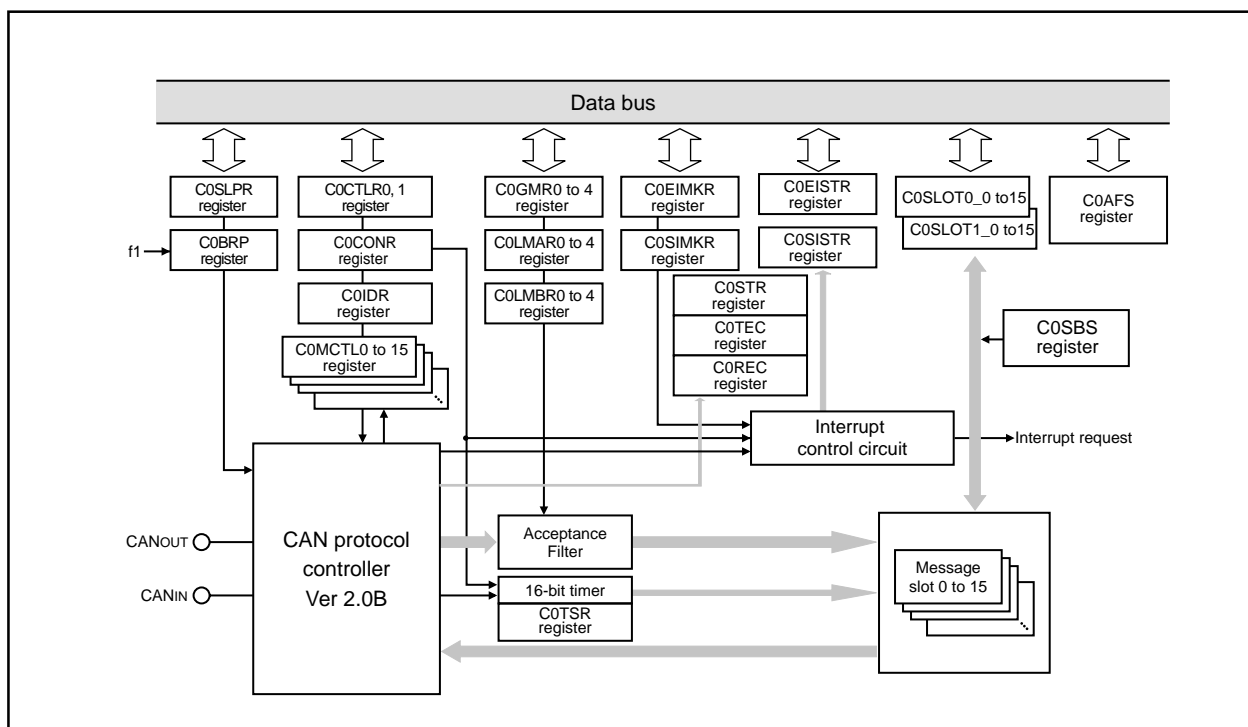 Data bus
C0SLPR
register
C0BRP
register
f1
C0CTLR0, 1
register
C0CONR
register
C0IDR
register
C0MCTL0 to 15
register
C0GMR0 to 4
register
C0LMAR0 to 4
register
C0LMBR0 to 4
register
C0EIMKR
register
C0SIMKR
register
C0EISTR
register
C0SISTR
register
C0STR
register
C0TEC
register
C0REC
register
C0SLOT0_0 to15
C0SLOT1_0 to15
C0AFS
register
C0SBS
register
Interrupt
control circuit
Interrupt request
CANOUT
CANIN
CAN protocol
controller
Ver 2.0B
Acceptance
Filter
16-bit timer
C0TSR
register
Message
slot 0 to 15